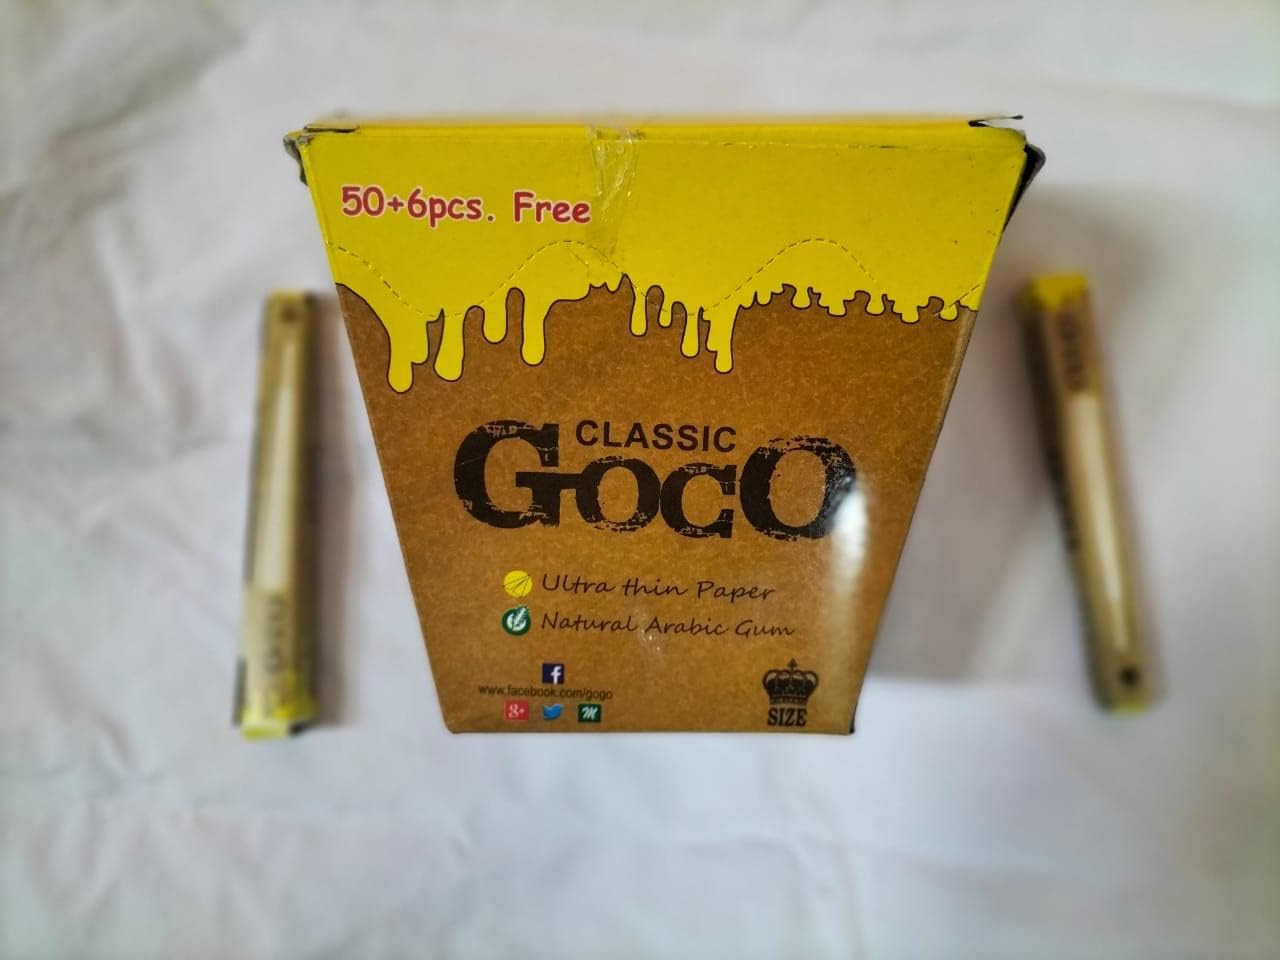 50+6pcs. Free
CLASSIC
GOCO
Ultra thin Paper
Natural Arabic Gum
f
www.facebook.com/gogo
g+
M
SIZE